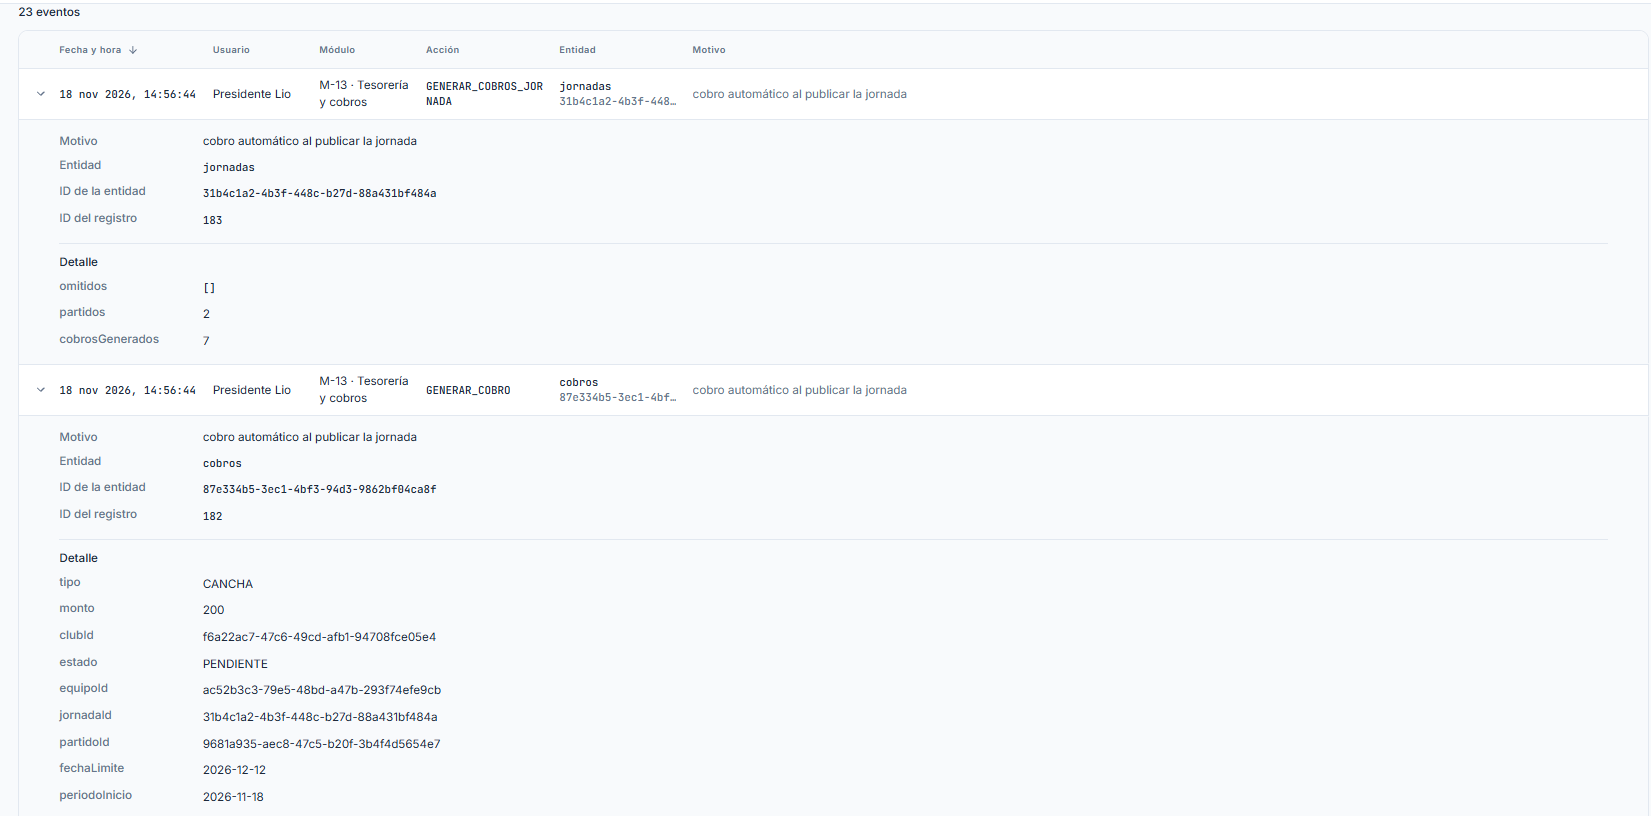 23 eventos
Fecha y hora ↓ Usuario Módulo Acción Entidad Motivo
18 nov 2026, 14:56:44 Presidente Lio M-13 · Tesorería y cobros GENERAR_COBROS_JORNADA jornadas 31b4c1a2-4b3f-448… cobro automático al publicar la jornada
Motivo cobro automático al publicar la jornada
Entidad jornadas
ID de la entidad 31b4c1a2-4b3f-448c-b27d-88a431bf484a
ID del registro 183
Detalle
omitidos []
partidos 2
cobrosGenerados 7
18 nov 2026, 14:56:44 Presidente Lio M-13 · Tesorería y cobros GENERAR_COBRO cobros 87e334b5-3ec1-4bf… cobro automático al publicar la jornada
Motivo cobro automático al publicar la jornada
Entidad cobros
ID de la entidad 87e334b5-3ec1-4bf3-94d3-9862bf04ca8f
ID del registro 182
Detalle
tipo CANCHA
monto 200
clubId f6a22ac7-47c6-49cd-afb1-94708fce05e4
estado PENDIENTE
equipoId ac52b3c3-79e5-48bd-a47b-293f74efe9cb
jornadaId 31b4c1a2-4b3f-448c-b27d-88a431bf484a
partidoId 9681a935-aec8-47c5-b20f-3b4f4d5654e7
fechaLimite 2026-12-12
periodoInicio 2026-11-18